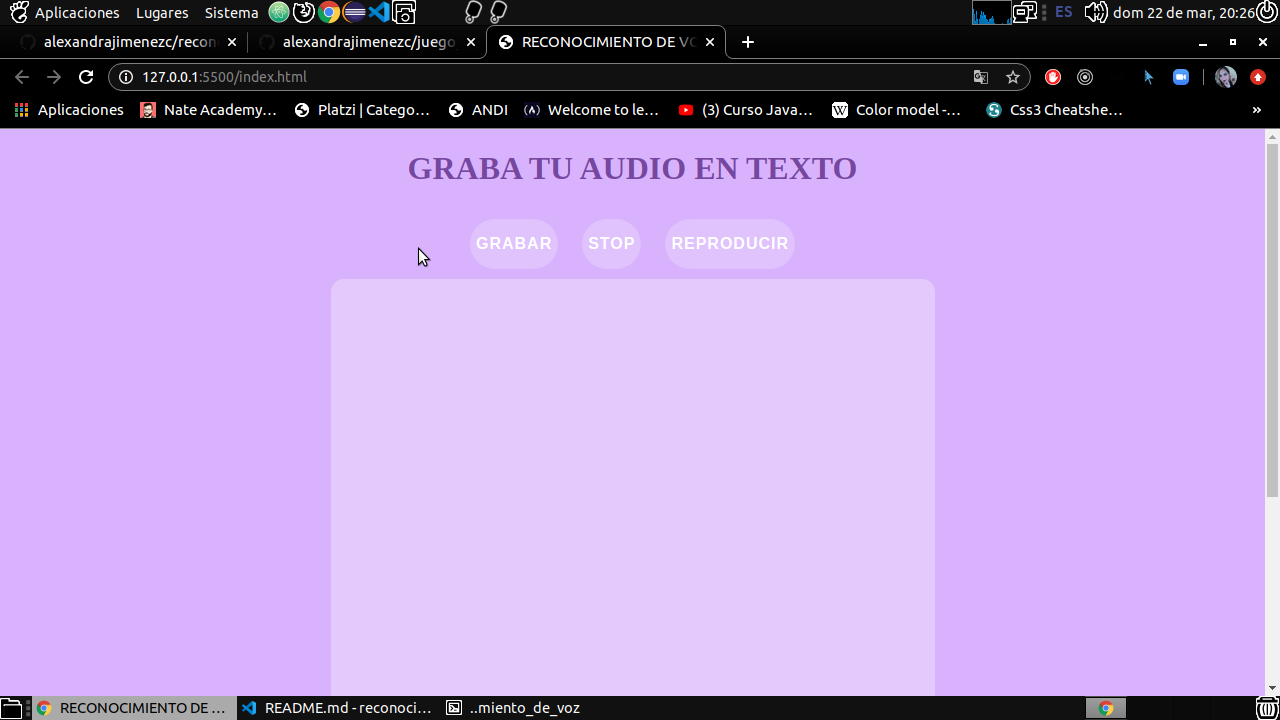 Aplicaciones Lugares Sistema ES dom 22 de mar, 20:26
alexandrajimenezc/recon alexandrajimenezc/juego RECONOCIMIENTO DE VO
127.0.0.1:5500/index.html
Aplicaciones Nate Academy… Platzi | Catego… ANDI Welcome to le… (3) Curso Java… Color model -… Css3 Cheatshe… »
GRABA TU AUDIO EN TEXTO
GRABAR STOP REPRODUCIR
RECONOCIMIENTO DE … README.md - reconoci… ..miento_de_voz